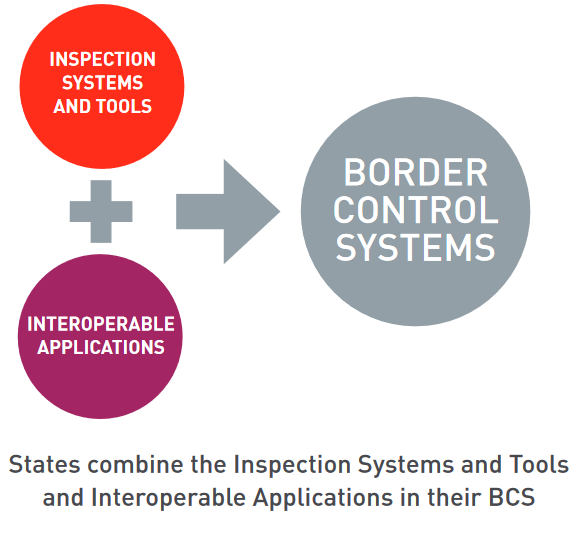 INSPECTION
SYSTEMS
AND TOOLS
INTEROPERABLE
APPLICATIONS
BORDER
CONTROL
SYSTEMS
States combine the Inspection Systems and Tools
and Interoperable Applications in their BCS